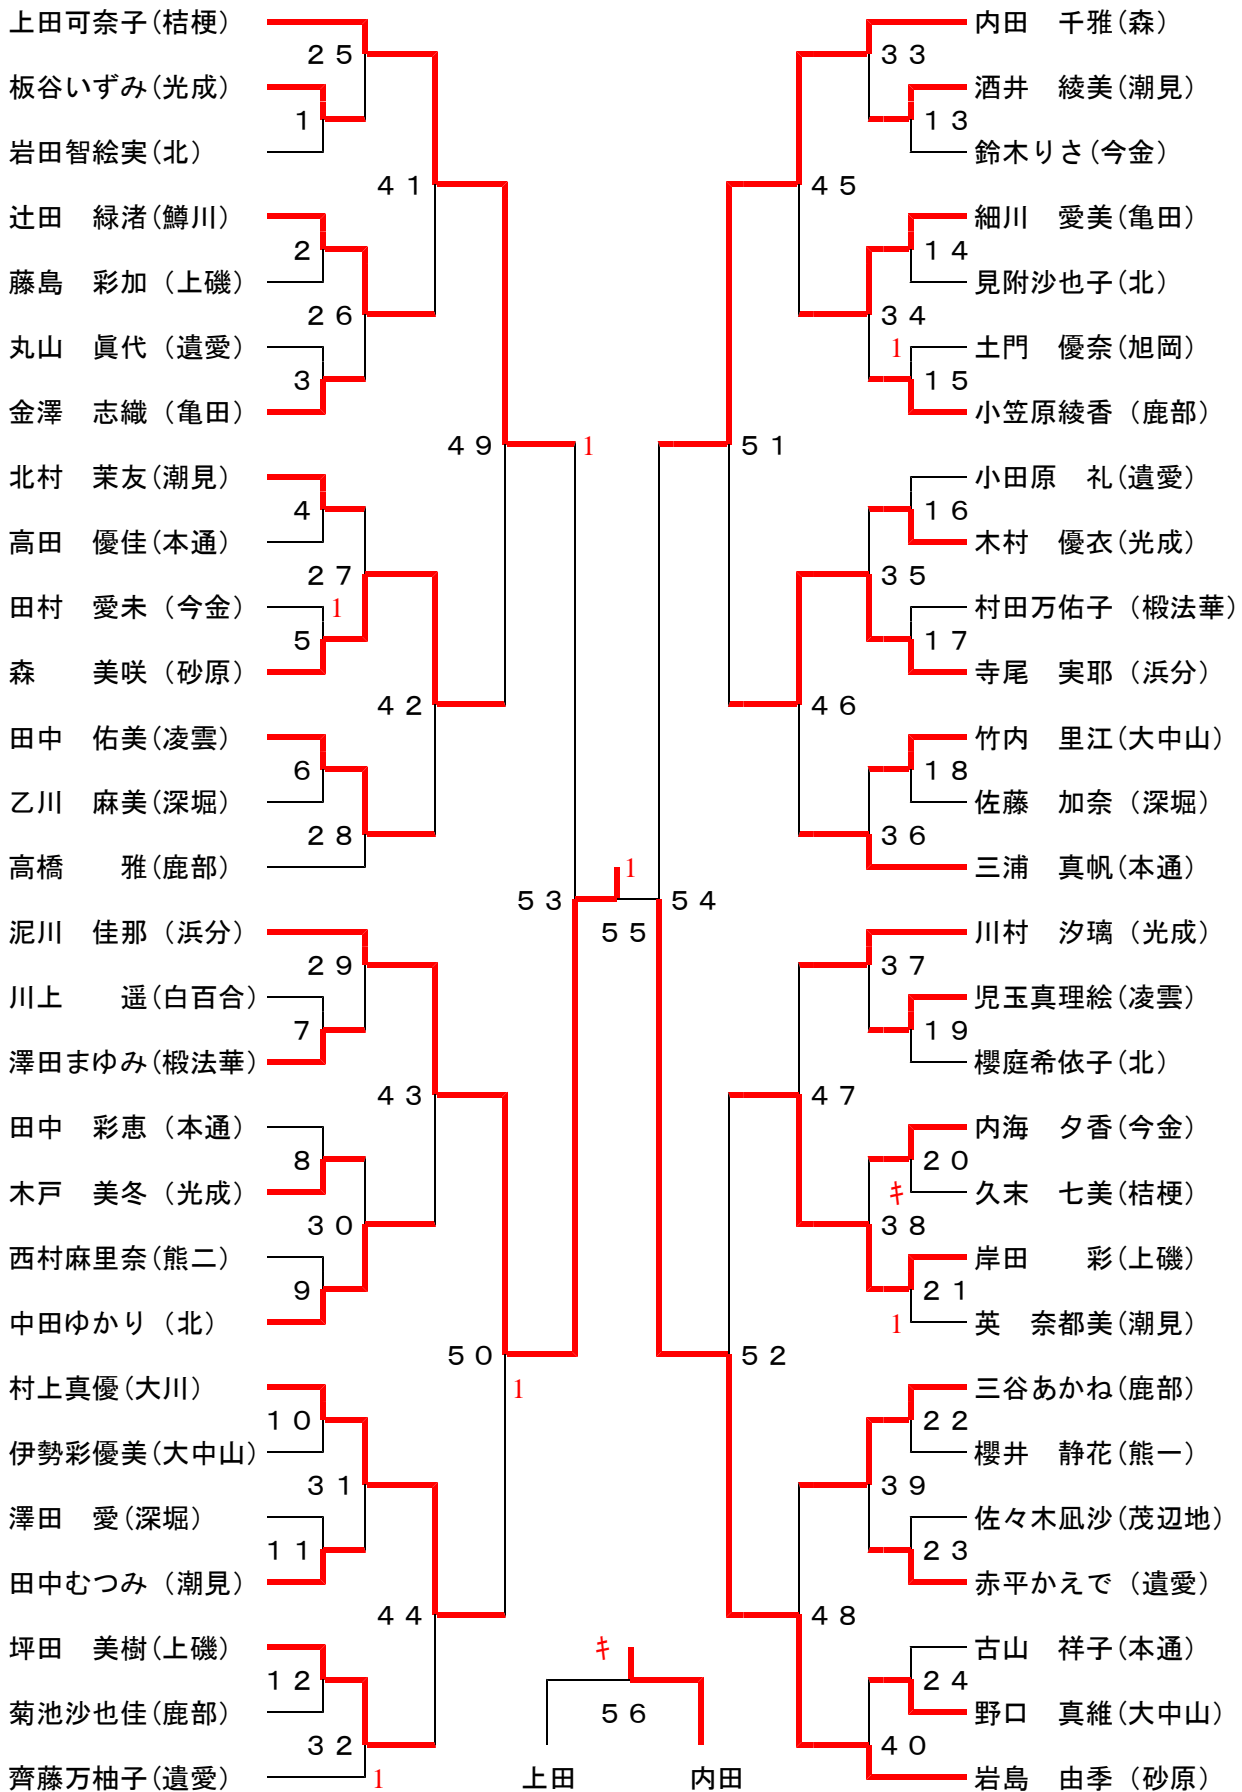 上田可奈子(桔梗)
25
板谷いずみ(光成)
1
岩田智絵実(北)
41
辻田　緑渚(鱒川)
2
藤島　彩加(上磯)
26
丸山　眞代(遺愛)
3
金澤　志織(亀田)
49
1
北村　茉友(潮見)
4
高田　優佳(本通)
27
田村　愛未(今金)
1
5
森　　美咲(砂原)
42
田中　佑美(凌雲)
6
乙川　麻美(深堀)
28
高橋　　雅(鹿部)
53
1
55
54
泥川　佳那(浜分)
29
川上　　遥(白百合)
7
澤田まゆみ(椴法華)
43
田中　彩恵(本通)
8
木戸　美冬(光成)
30
西村麻里奈(熊二)
9
中田ゆかり(北)
50
1
村上真優(大川)
10
伊勢彩優美(大中山)
31
澤田　愛(深堀)
11
田中むつみ(潮見)
44
坪田　美樹(上磯)
12
菊池沙也佳(鹿部)
32
齊藤万柚子(遺愛)
1
キ
56
上田　内田
内田　千雅(森)
33
酒井　綾美(潮見)
13
鈴木りさ(今金)
45
細川　愛美(亀田)
14
見附沙也子(北)
34
1
土門　優奈(旭岡)
15
小笠原綾香(鹿部)
51
小田原　礼(遺愛)
16
木村　優衣(光成)
35
村田万佑子(椴法華)
17
寺尾　実耶(浜分)
46
竹内　里江(大中山)
18
佐藤　加奈(深堀)
36
三浦　真帆(本通)
川村　汐璃(光成)
37
児玉真理絵(凌雲)
19
櫻庭希依子(北)
47
内海　夕香(今金)
20
キ
久末　七美(桔梗)
38
岸田　　彩(上磯)
21
1
英　奈都美(潮見)
52
三谷あかね(鹿部)
22
櫻井　静花(熊一)
39
佐々木凪沙(茂辺地)
23
赤平かえで(遺愛)
48
古山　祥子(本通)
24
野口　真維(大中山)
40
岩島　由季(砂原)